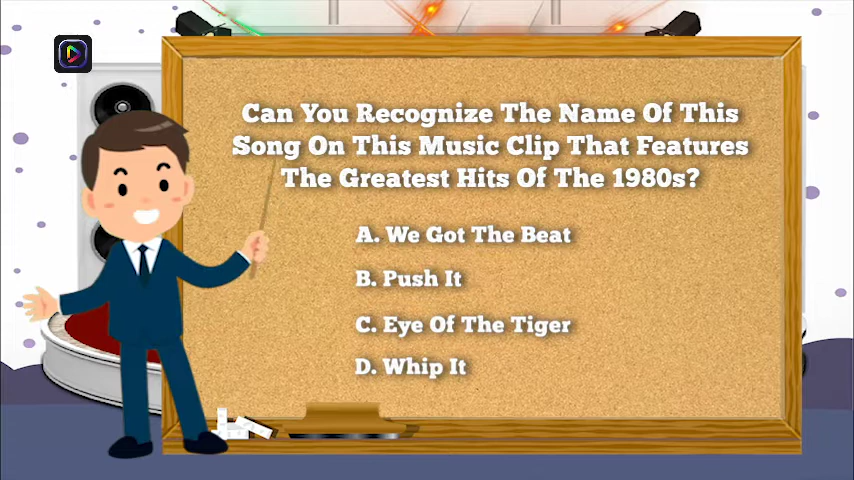 Can You Recognize The Name Of This
Song On This Music Clip That Features
The Greatest Hits Of The 1980s?
A. We Got The Beat
B. Push It
C. Eye Of The Tiger
D. Whip It